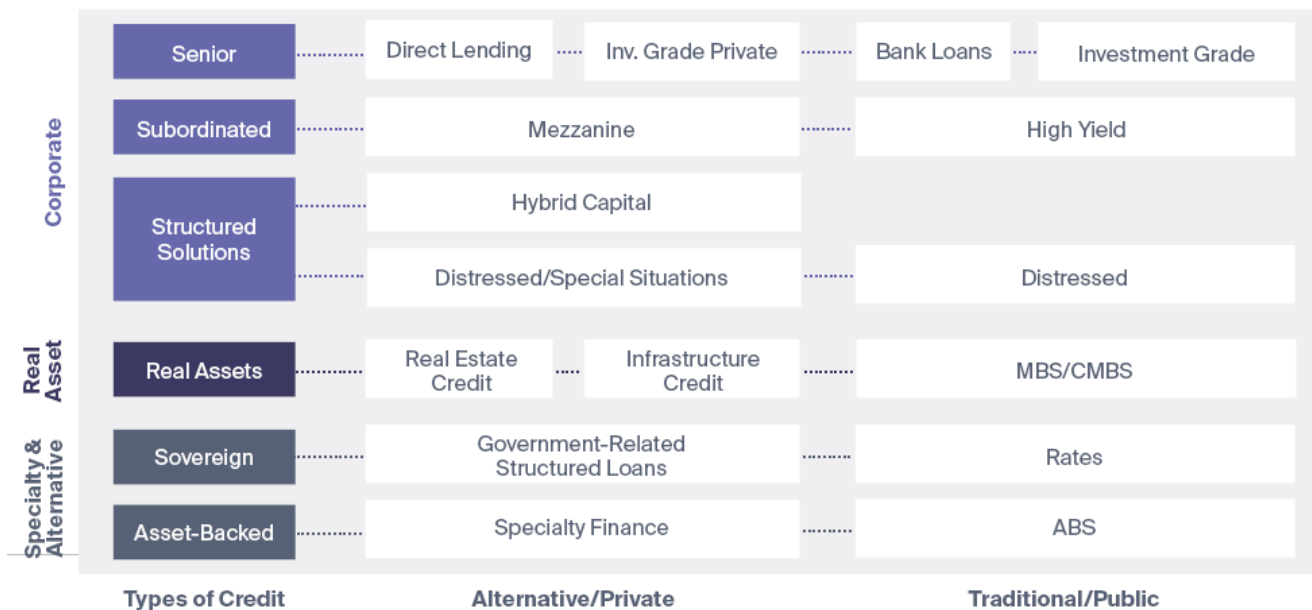 Corporate
Senior
Direct Lending
Inv. Grade Private
Bank Loans
Investment Grade
Subordinated
Mezzanine
High Yield
Structured
Solutions
Hybrid Capital
Distressed/Special Situations
Distressed
Real
Asset
Real Assets
Real Estate
Credit
Infrastructure
Credit
MBS/CMBS
Specialty &
Alternative
Sovereign
Government-Related
Structured Loans
Rates
Asset-Backed
Specialty Finance
ABS
Types of Credit
Alternative/Private
Traditional/Public